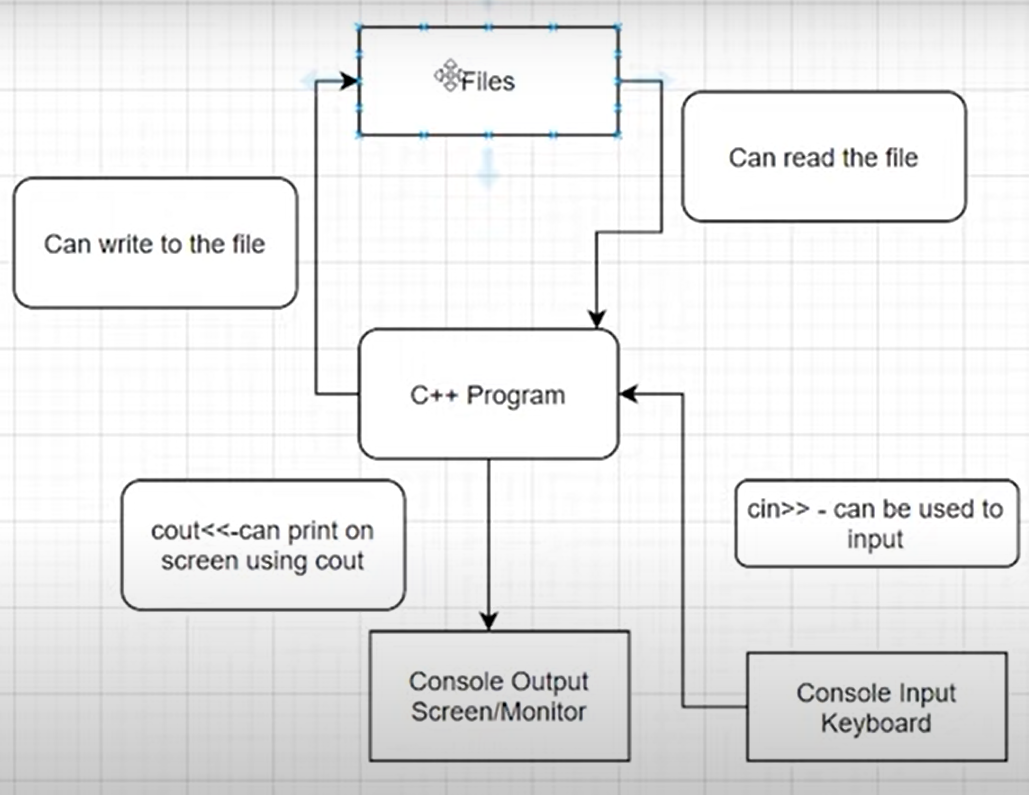 Files
Can read the file
Can write to the file
C++ Program
cout<<-can print on
screen using cout
cin>> - can be used to
input
Console Output
Screen/Monitor
Console Input
Keyboard